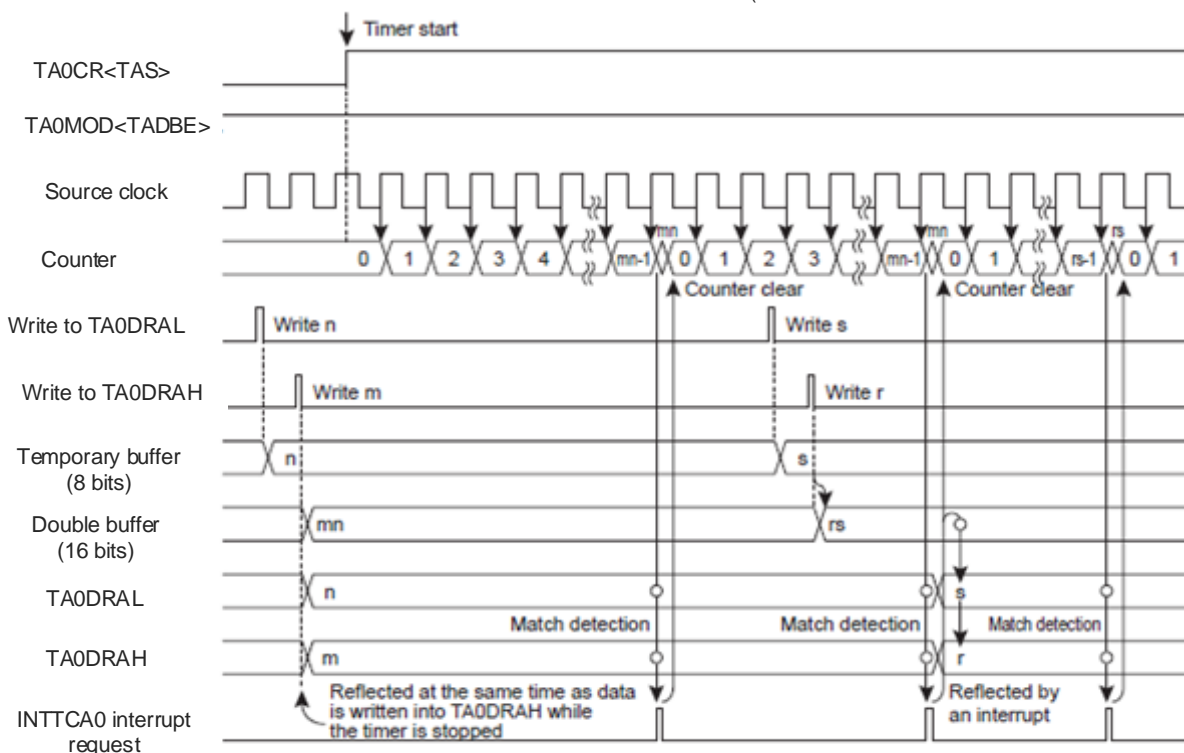 Timer start
TA0CR<TAS>
TA0MOD<TADBE>
Source clock
mn mn rs
Counter 0 1 2 3 4 mn-1 0 1 2 3 mn-1 0 1 rs-1 0 1
Counter clear Counter clear
Write to TA0DRAL Write n Write s
Write to TA0DRAH Write m Write r
Temporary buffer
(8 bits)
n s
Double buffer
(16 bits)
mn rs
TA0DRAL n s
Match detection Match detection Match detection
TA0DRAH m r
Reflected at the same time as data
is written into TA0DRAH while
the timer is stopped
Reflected by
an interrupt
INTTCA0 interrupt
request